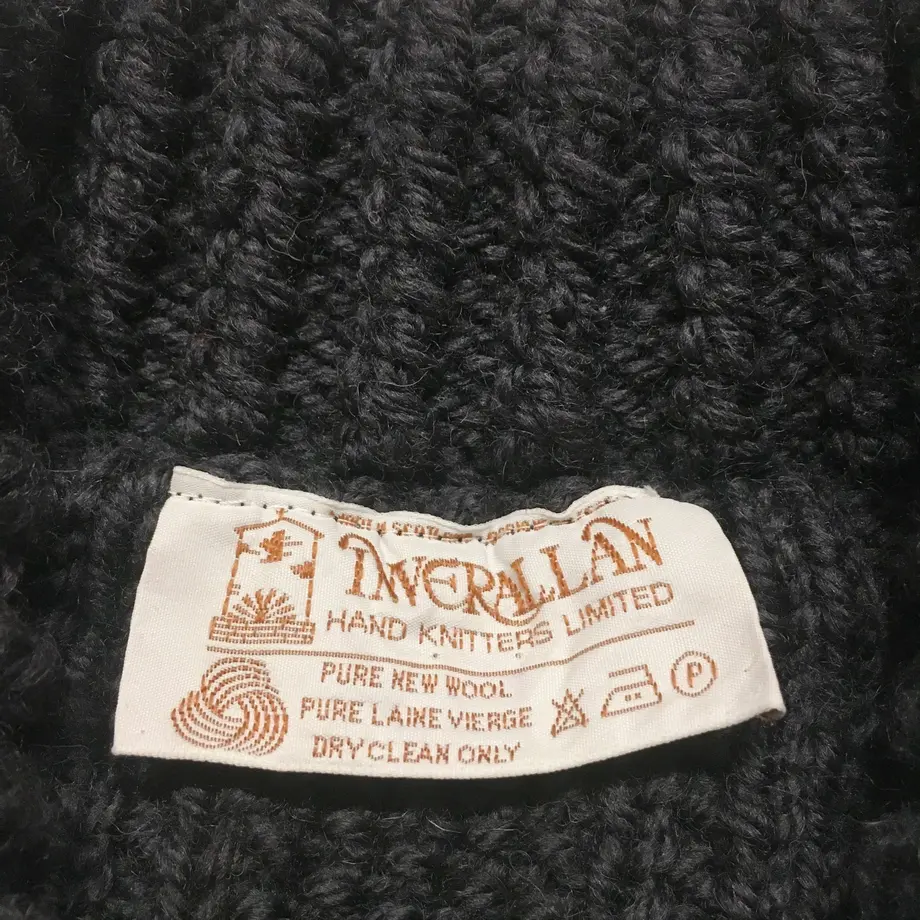 INVERALLAN
HAND KNITTERS LIMITED
PURE NEW WOOL
PURE LAINE VIERGE
DRY CLEAN ONLY
P